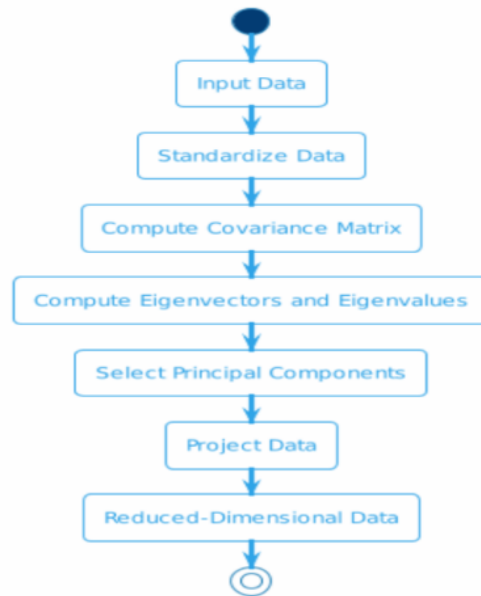 Input Data
Standardize Data
Compute Covariance Matrix
Compute Eigenvectors and Eigenvalues
Select Principal Components
Project Data
Reduced-Dimensional Data